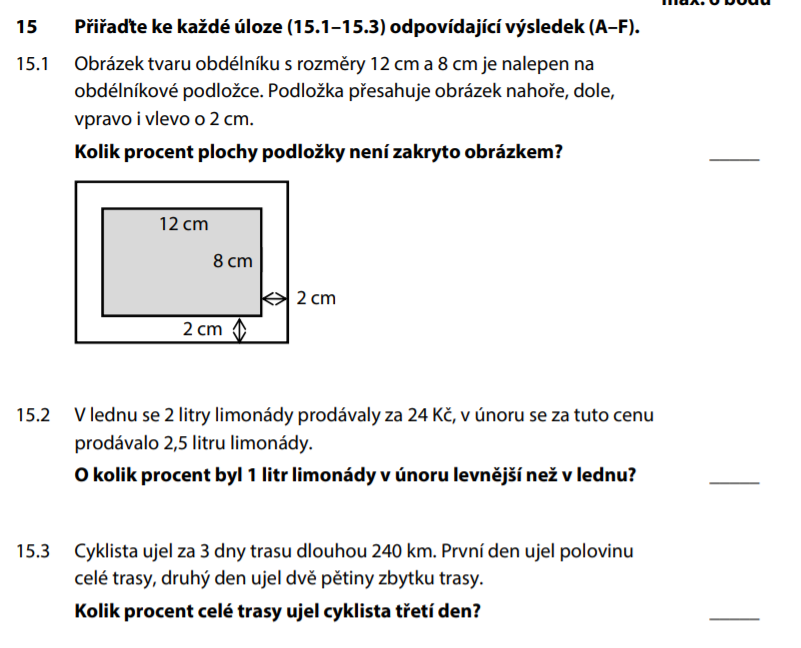 max. 6 bodů
15 Přiřaďte ke každé úloze (15.1–15.3) odpovídající výsledek (A–F).
15.1 Obrázek tvaru obdélníku s rozměry 12 cm a 8 cm je nalepen na
obdélníkové podložce. Podložka přesahuje obrázek nahoře, dole,
vpravo i vlevo o 2 cm.
Kolik procent plochy podložky není zakryto obrázkem?
12 cm
8 cm
2 cm
2 cm
15.2 V lednu se 2 litry limonády prodávaly za 24 Kč, v únoru se za tuto cenu
prodávalo 2,5 litru limonády.
O kolik procent byl 1 litr limonády v únoru levnější než v lednu?
15.3 Cyklista ujel za 3 dny trasu dlouhou 240 km. První den ujel polovinu
celé trasy, druhý den ujel dvě pětiny zbytku trasy.
Kolik procent celé trasy ujel cyklista třetí den?